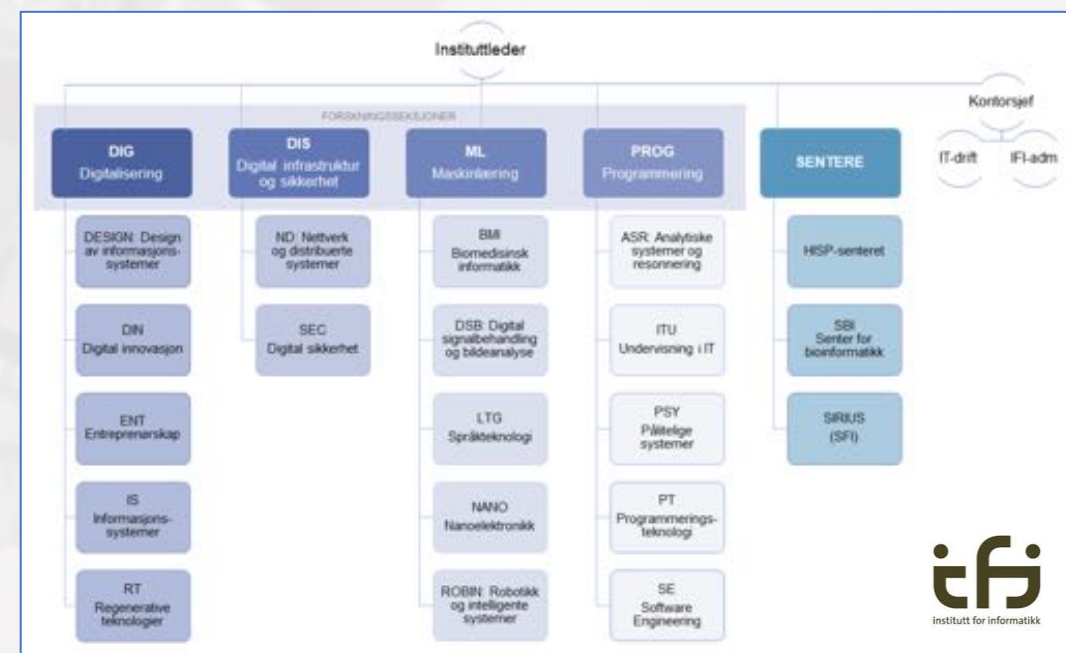 Instituttleder
Kontorsjef
IT-drift
IFI-adm
FORSKNINGSSEKSJONER
DIG
Digitalisering
DIS
Digital infrastruktur
og sikkerhet
ML
Maskinlæring
PROG
Programmering
SENTERE
DESIGN: Design
av informasjons-
systemer
DIN
Digital innovasjon
ENT
Entreprenørskap
IS
Informasjons-
systemer
RT
Regenerative
teknologier
ND: Nettverk
og distribuerte
systemer
SEC
Digital sikkerhet
BMI
Biomedisinsk
informatikk
DSB: Digital
signalbehandling
og bildeanalyse
LTG
Språkteknologi
NANO
Nanoelektronikk
ROBIN: Robotikk
og intelligente
systemer
ASR: Analytiske
systemer og
resonnering
ITU
Undervisning i IT
PSY
Pålitelige
systemer
PT
Programmerings-
teknologi
SE
Software
Engineering
HISP-senteret
SBI
Senter for
bioinformatikk
SIRIUS
(SFI)
ifi
institutt for informatikk